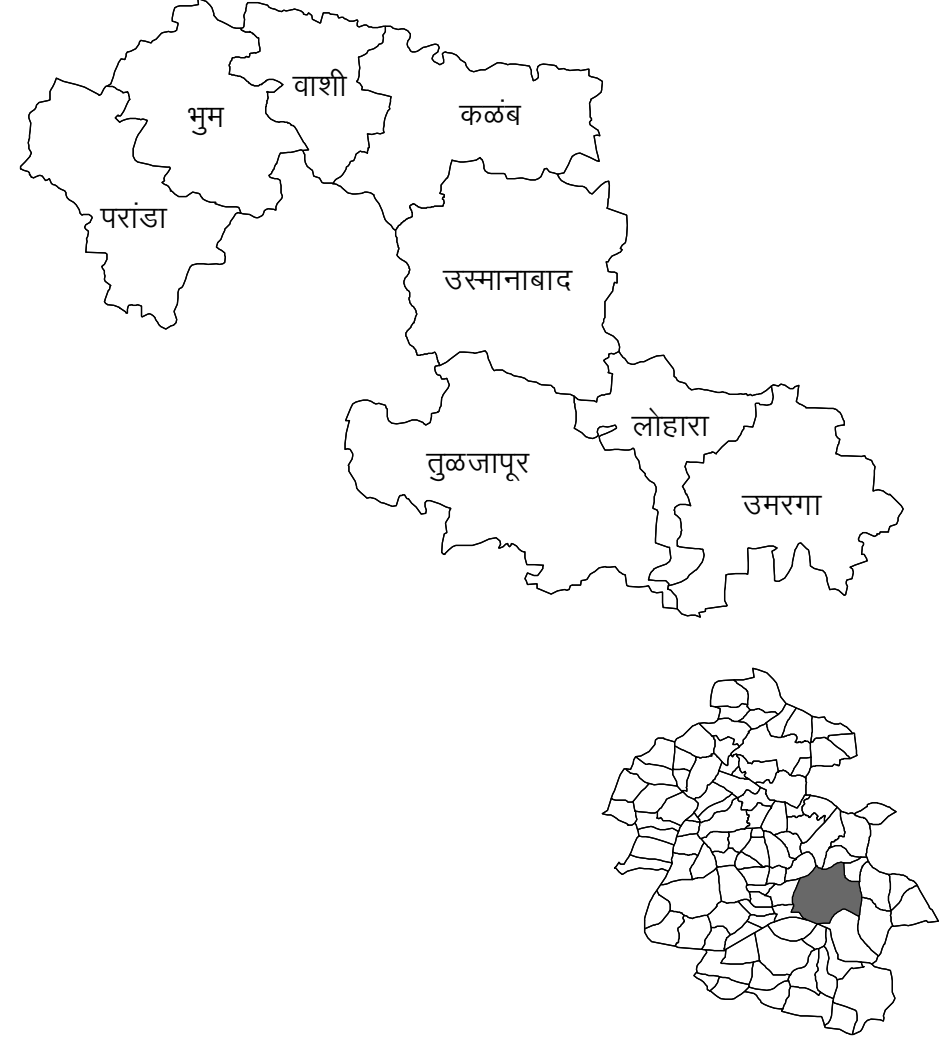 वाशी
भुम
कळंब
परांडा
उस्मानाबाद
लोहारा
तुळजापूर
उमरगा